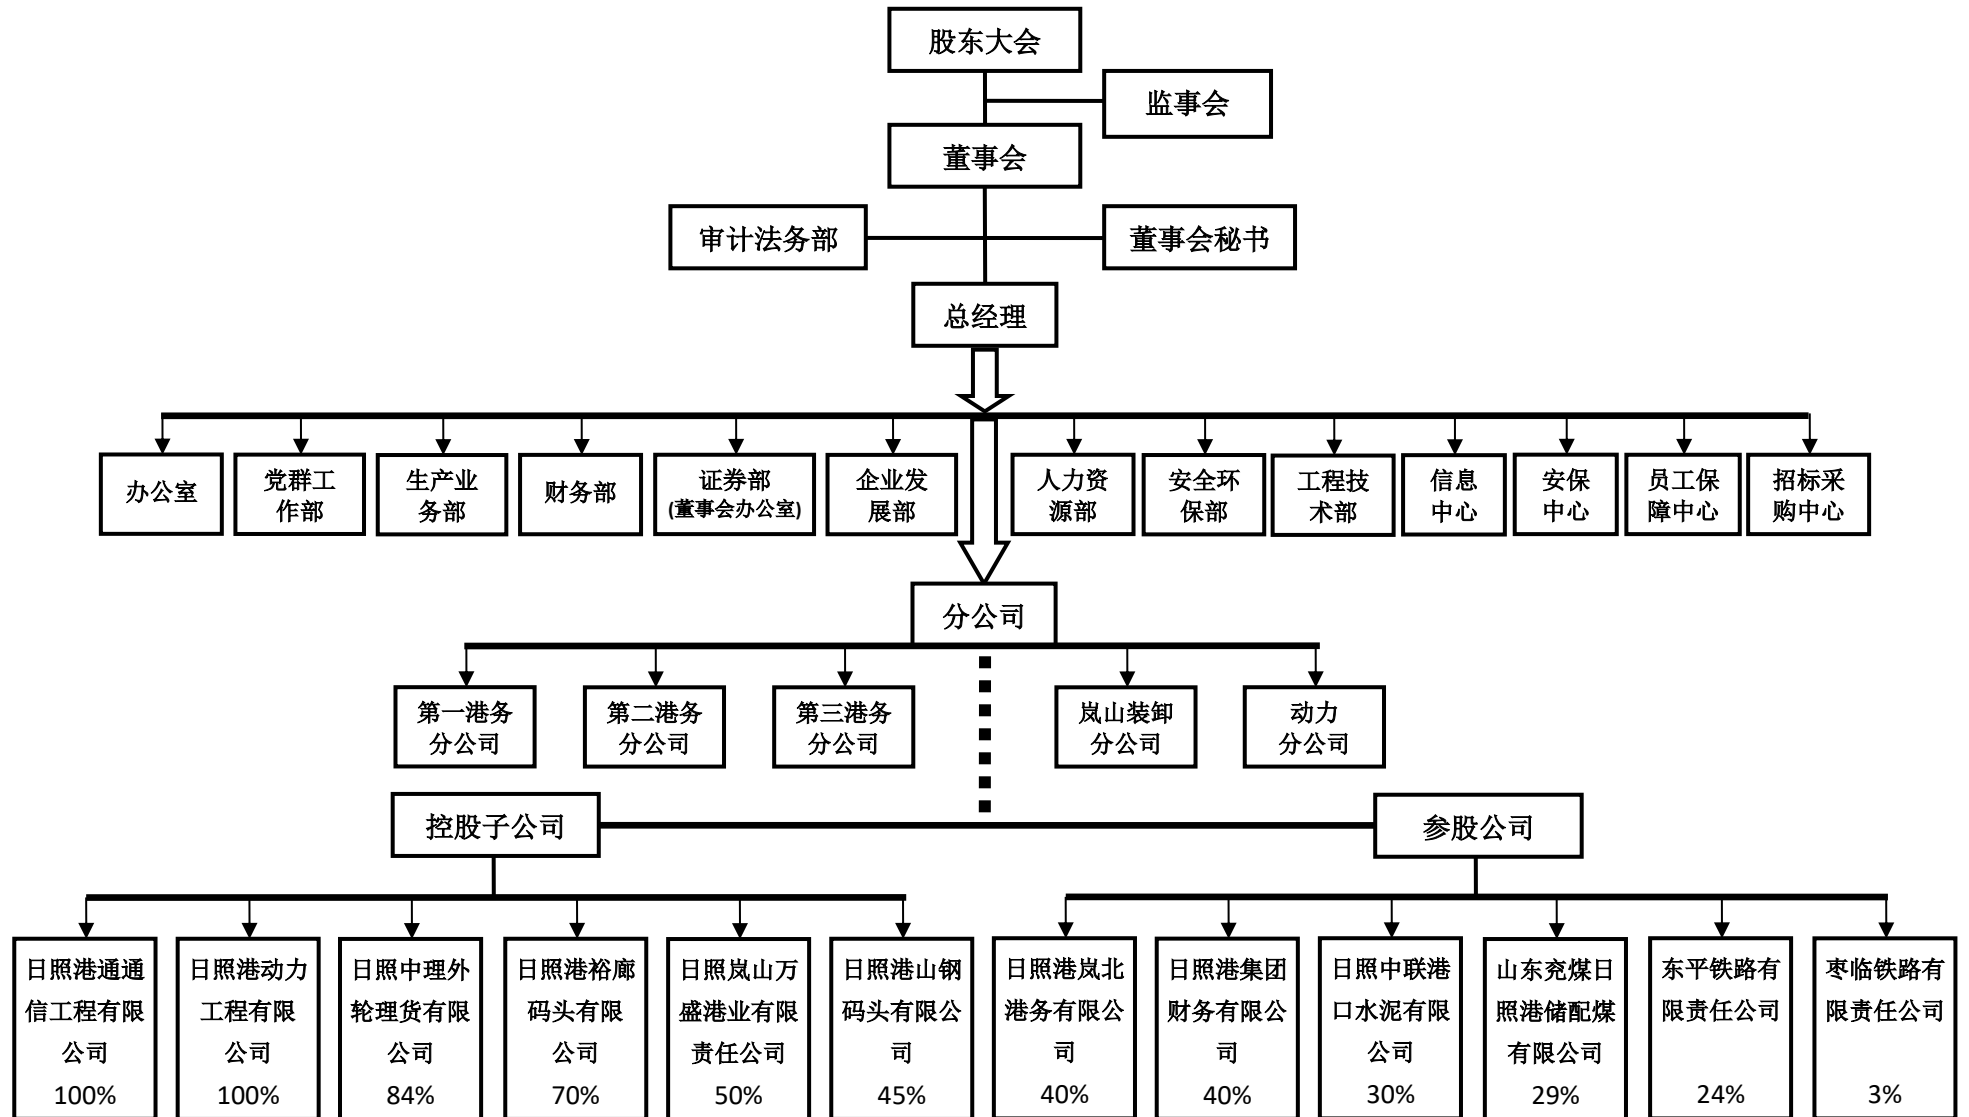 股东大会
监事会
董事会
审计法务部
董事会秘书
总经理
办公室
党群工
作部
生产业
务部
财务部
证券部
(董事会办公室)
企业发
展部
人力资
源部
安全环
保部
工程技
术部
信息
中心
安保
中心
员工保
障中心
招标采
购中心
分公司
第一港务
分公司
第二港务
分公司
第三港务
分公司
岚山装卸
分公司
动力
分公司
控股子公司
参股公司
日照港通通
信工程有限
公司
100%
日照港动力
工程有限
公司
100%
日照中理外
轮理货有限
公司
84%
日照港裕廊
码头有限
公司
70%
日照岚山万
盛港业有限
责任公司
50%
日照港山钢
码头有限公
司
45%
日照港岚北
港务有限公
司
40%
日照港集团
财务有限公
司
40%
日照中联港
口水泥有限
公司
30%
山东兖煤日
照港储配煤
有限公司
29%
东平铁路有
限责任公司
24%
枣临铁路有
限责任公司
3%